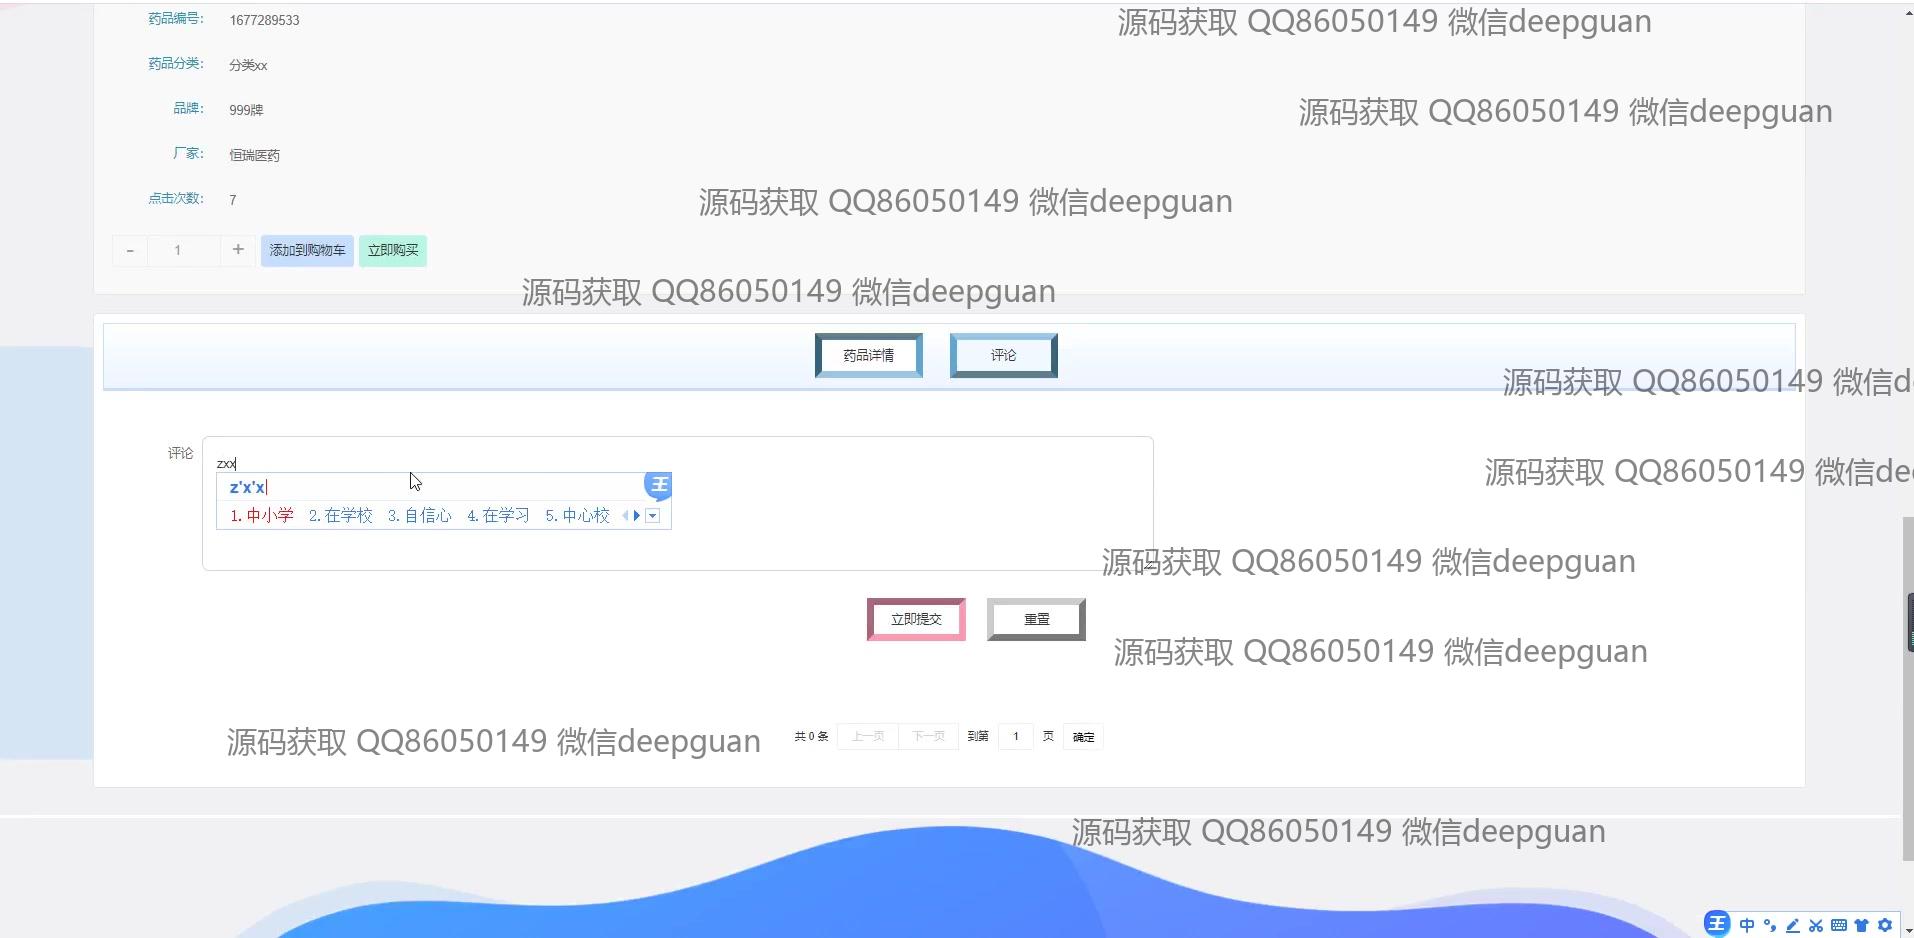 药品编号： 1677289533
源码获取 QQ86050149 微信deepguan
药品分类： 分类xx
品牌： 999牌
源码获取 QQ86050149 微信deepguan
厂家： 恒瑞医药
点击次数： 7
源码获取 QQ86050149 微信deepguan
- 1 + 添加到购物车 立即购买
源码获取 QQ86050149 微信deepguan
药品详情 评论
源码获取 QQ86050149 微信d
评论
zxx
源码获取 QQ86050149 微信de
z'x'x 王
1.中小学 2.在学校 3.自信心 4.在学习 5.中心校
源码获取 QQ86050149 微信deepguan
立即提交 重置
源码获取 QQ86050149 微信deepguan
共 0 条 上一页 下一页 到第 1 页 确定
源码获取 QQ86050149 微信deepguan
源码获取 QQ86050149 微信deepguan
王 中